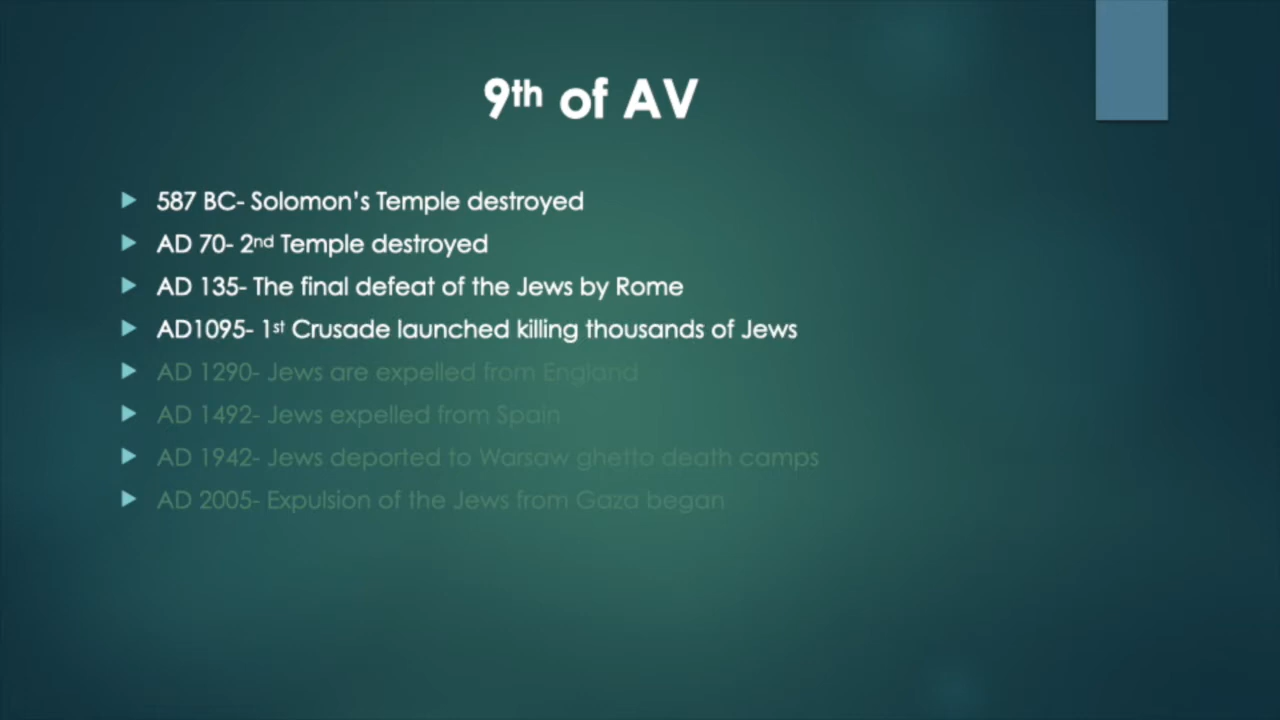 9th of AV
587 BC- Solomon's Temple destroyed
AD 70- 2nd Temple destroyed
AD 135- The final defeat of the Jews by Rome
AD1095- 1st Crusade launched killing thousands of Jews
AD 1290- Jews are expelled from England
AD 1492- Jews expelled from Spain
AD 1942- Jews deported to Warsaw ghetto death camps
AD 2005- Expulsion of the Jews from Gaza began